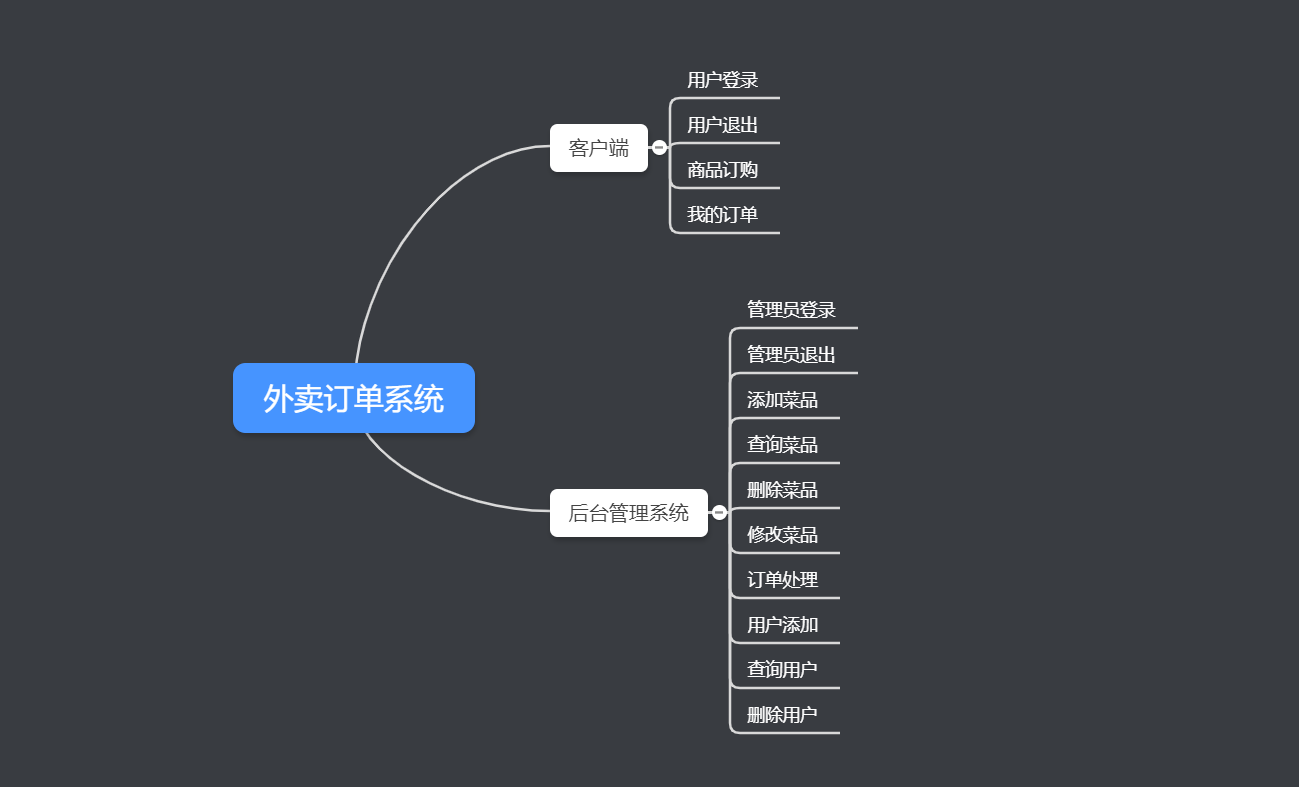 外卖订单系统
客户端
用户登录
用户退出
商品订购
我的订单
后台管理系统
管理员登录
管理员退出
添加菜品
查询菜品
删除菜品
修改菜品
订单处理
用户添加
查询用户
删除用户